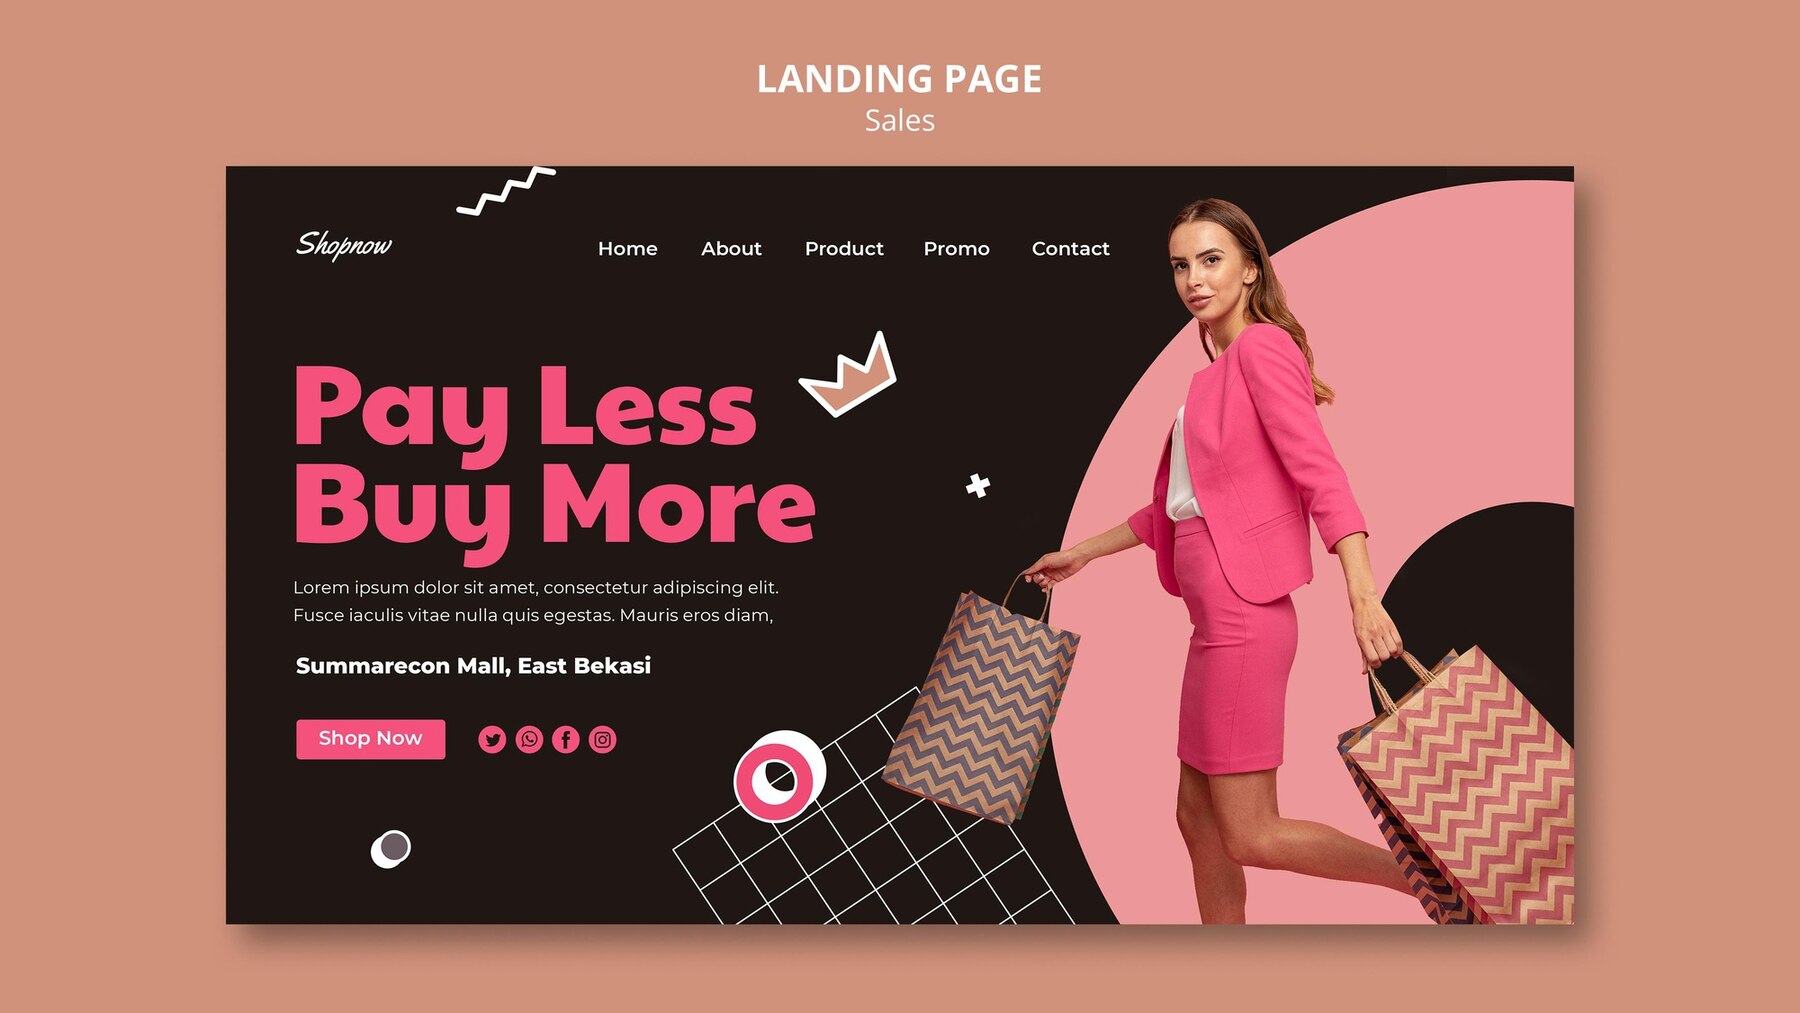 LANDING PAGE
Sales
Shopnow
Home About Product Promo Contact
Pay Less
Buy More
Lorem ipsum dolor sit amet, consectetur adipiscing elit.
Fusce iaculis vitae nulla quis egestas. Mauris eros diam,
Summarecon Mall, East Bekasi
Shop Now